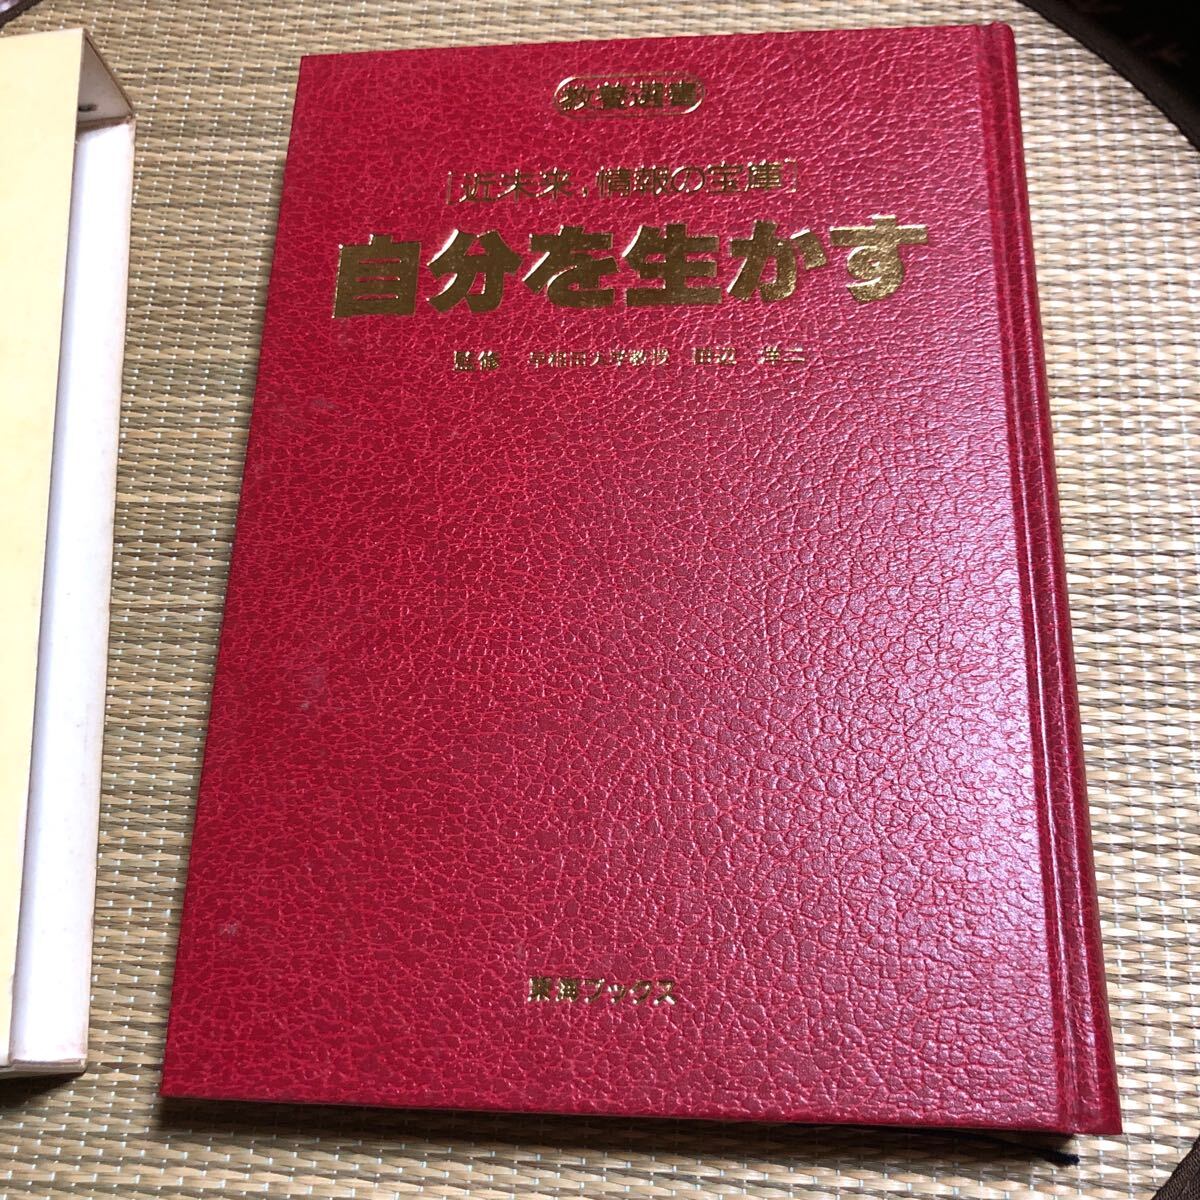 教養選書
[近未来，情報の宝庫]
自分を生かす
監修　早稲田大学教授　田辺　洋二
東海ブックス